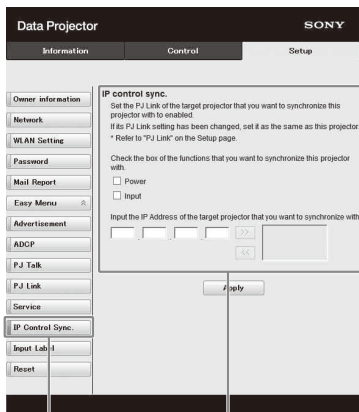 Data Projector
SONY
Information
Control
Setup
Owner information
Network
WLAN Setting
Password
Mail Report
Easy Menu
Advertisement
ADCP
PJ Talk
PJ Link
Service
IP Control Sync.
Input Label
Reset
IP control sync.
Set the PJ Link of the target projector that you want to synchronize this
projector with to enabled.
If its PJ Link setting has been changed, set it as the same as this projector.
* Refer to "PJ Link" on the Setup page.
Check the box of the functions that you want to synchronize this projector
with.
Power
Input
Input the IP Address of the target projector that you want to synchronize with
. . .
>>
<<
Apply